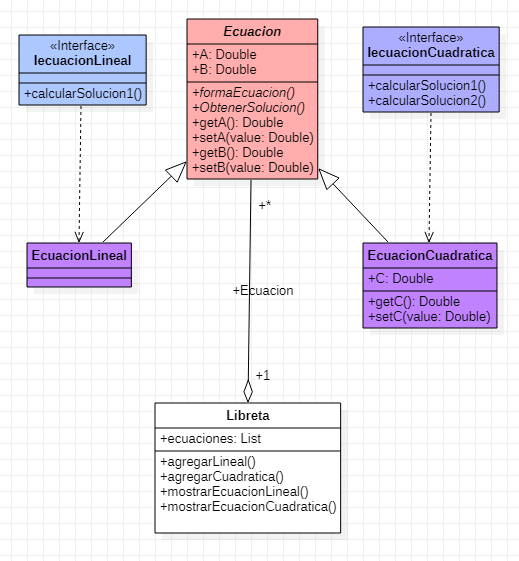 «Interface»
IecuacionLineal
+calcularSolucion1()
Ecuacion
+A: Double
+B: Double
+formaEcuacion()
+ObtenerSolucion()
+getA(): Double
+setA(value: Double)
+getB(): Double
+setB(value: Double)
«Interface»
IecuacionCuadratica
+calcularSolucion1()
+calcularSolucion2()
+*
EcuacionLineal
EcuacionCuadratica
+C: Double
+getC(): Double
+setC(value: Double)
+Ecuacion
+1
Libreta
+ecuaciones: List
+agregarLineal()
+agregarCuadratica()
+mostrarEcuacionLineal()
+mostrarEcuacionCuadratica()